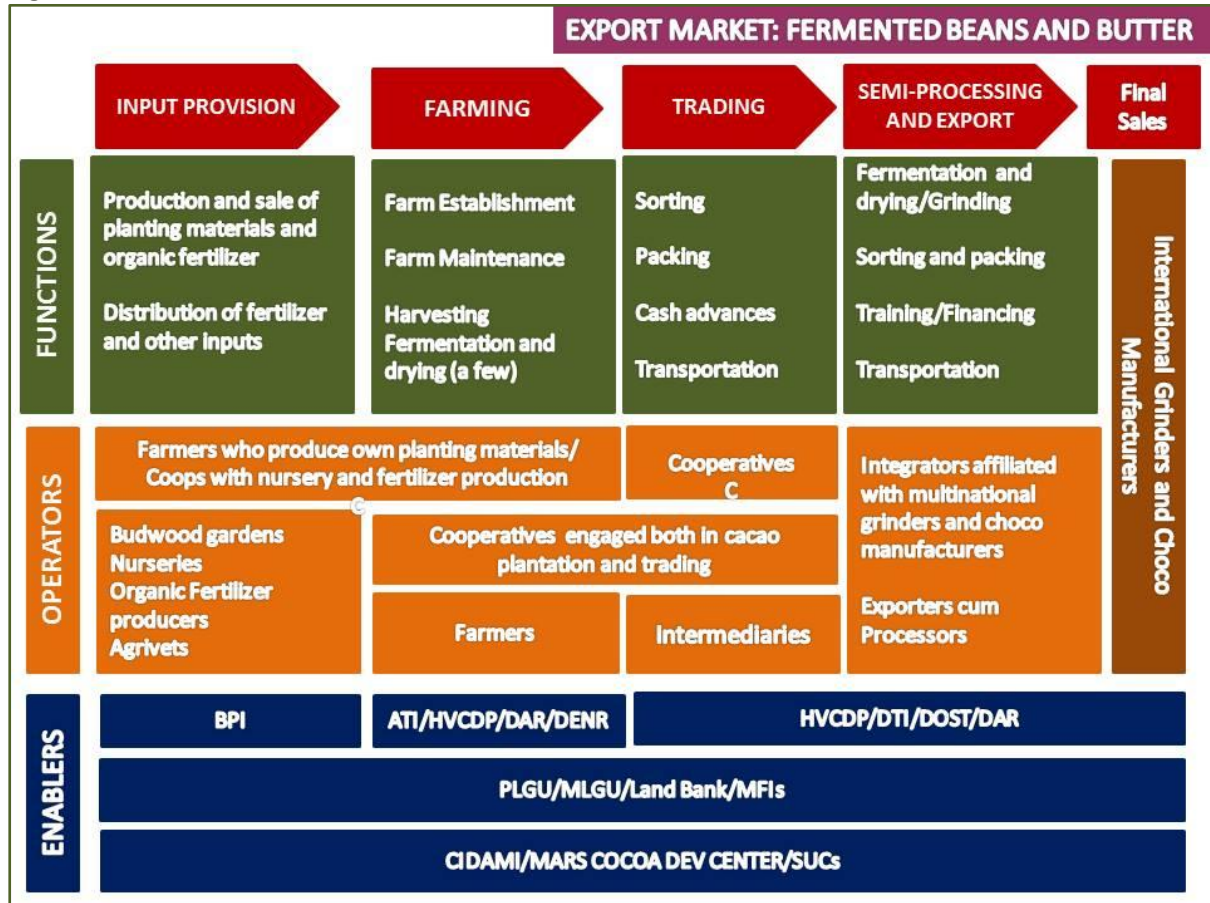 EXPORT MARKET: FERMENTED BEANS AND BUTTER
INPUT PROVISION
FARMING
TRADING
SEMI-PROCESSING
AND EXPORT
Final
Sales
FUNCTIONS
Production and sale of
planting materials and
organic fertilizer
Distribution of fertilizer
and other inputs
Farm Establishment
Farm Maintenance
Harvesting
Fermentation and
drying (a few)
Sorting
Packing
Cash advances
Transportation
Fermentation and
drying/Grinding
Sorting and packing
Training/Financing
Transportation
International Grinders and Choco
Manufacturers
OPERATORS
Farmers who produce own planting materials/
Coops with nursery and fertilizer production
C
Cooperatives
C
Budwood gardens
Nurseries
Organic Fertilizer
producers
Agrivets
Cooperatives engaged both in cacao
plantation and trading
Farmers
Intermediaries
Integrators affiliated
with multinational
grinders and choco
manufacturers
Exporters cum
Processors
ENABLERS
BPI
ATI/HVCDP/DAR/DENR
HVCDP/DTI/DOST/DAR
PLGU/MLGU/Land Bank/MFIs
CIDAMI/MARS COCOA DEV CENTER/SUCs